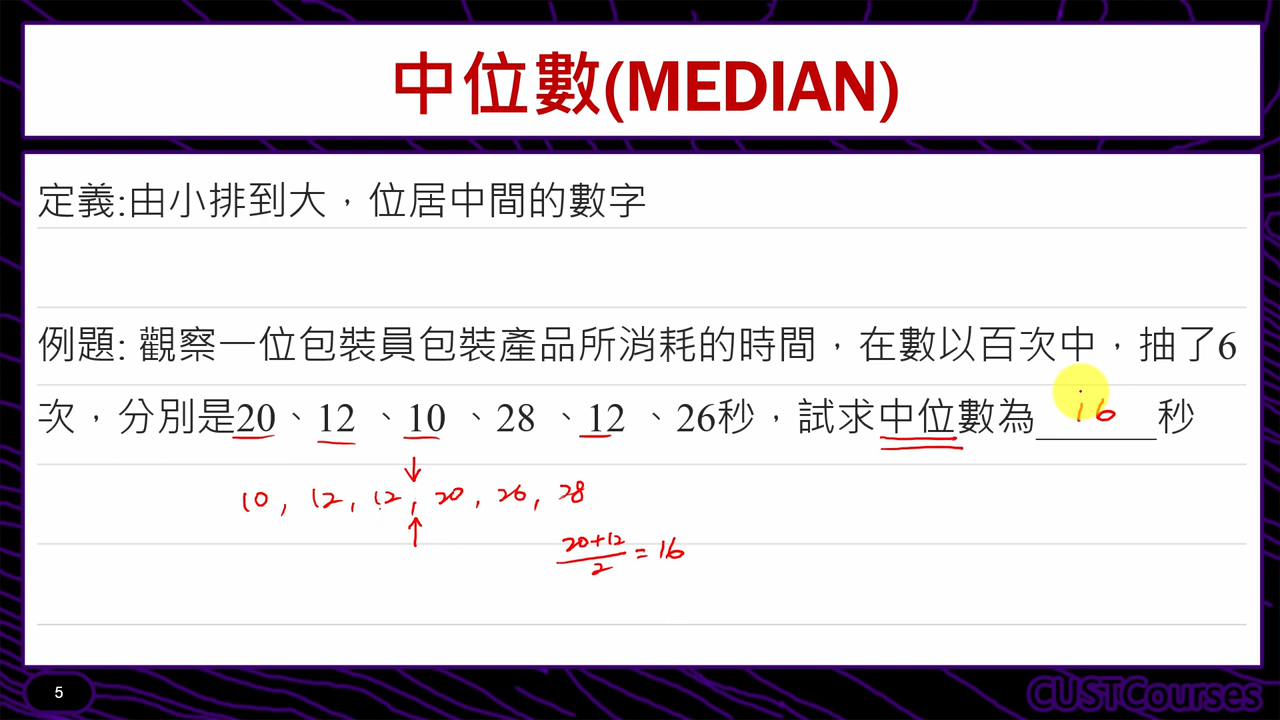 中位數(MEDIAN)
定義:由小排到大，位居中間的數字
例題: 觀察一位包裝員包裝產品所消耗的時間，在數以百次中，抽了6
次，分別是20、12 、10 、28 、12 、26秒，試求中位數為 16 秒
10, 12, 12, 20, 26, 28
20+12/2 = 16
5
CUSTCourses